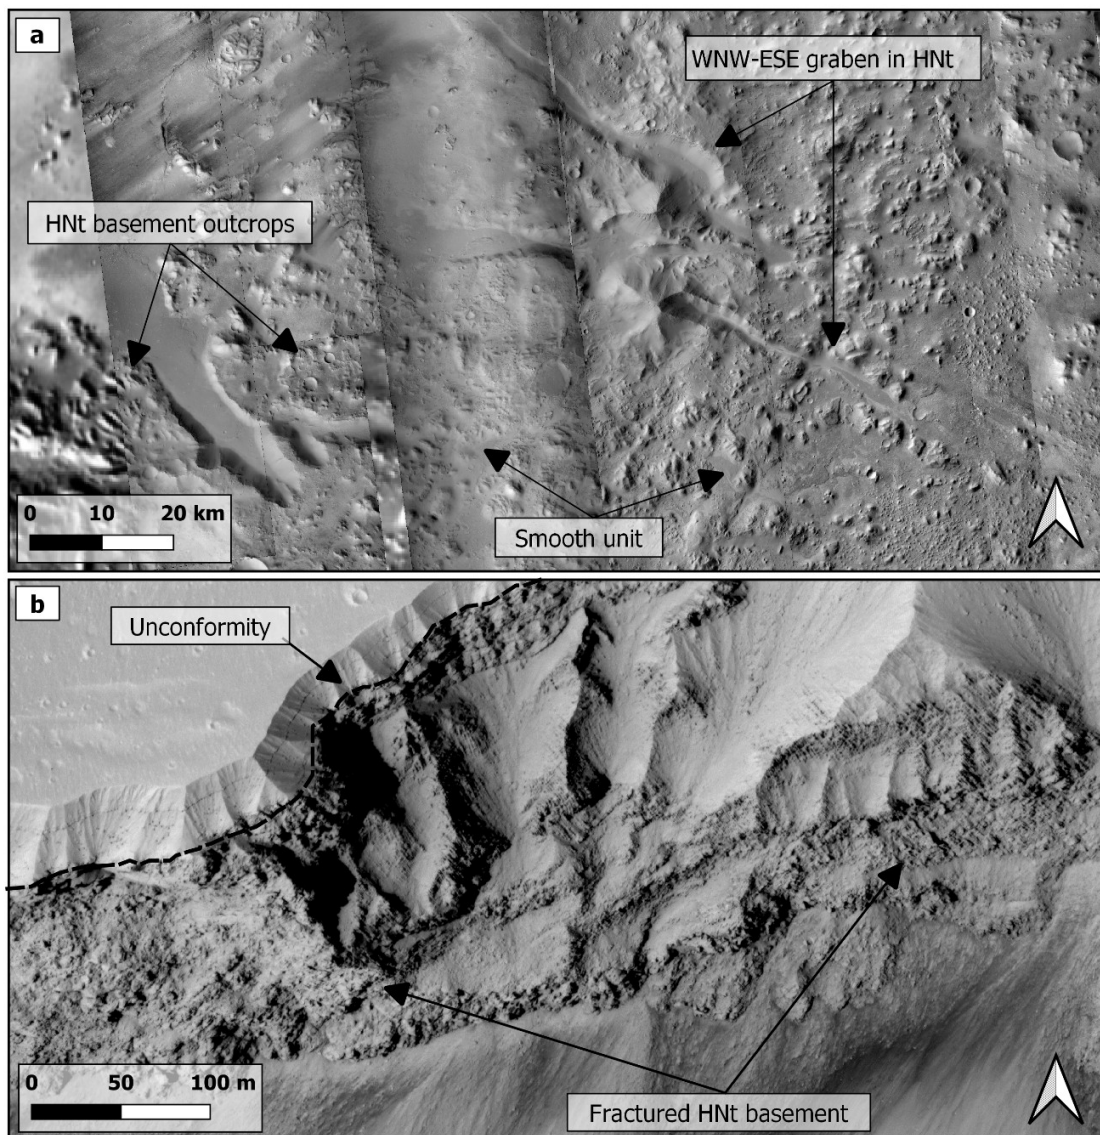 a
WNW-ESE graben in HNt
HNt basement outcrops
Smooth unit
0 10 20 km
b
Unconformity
0 50 100 m
Fractured HNt basement